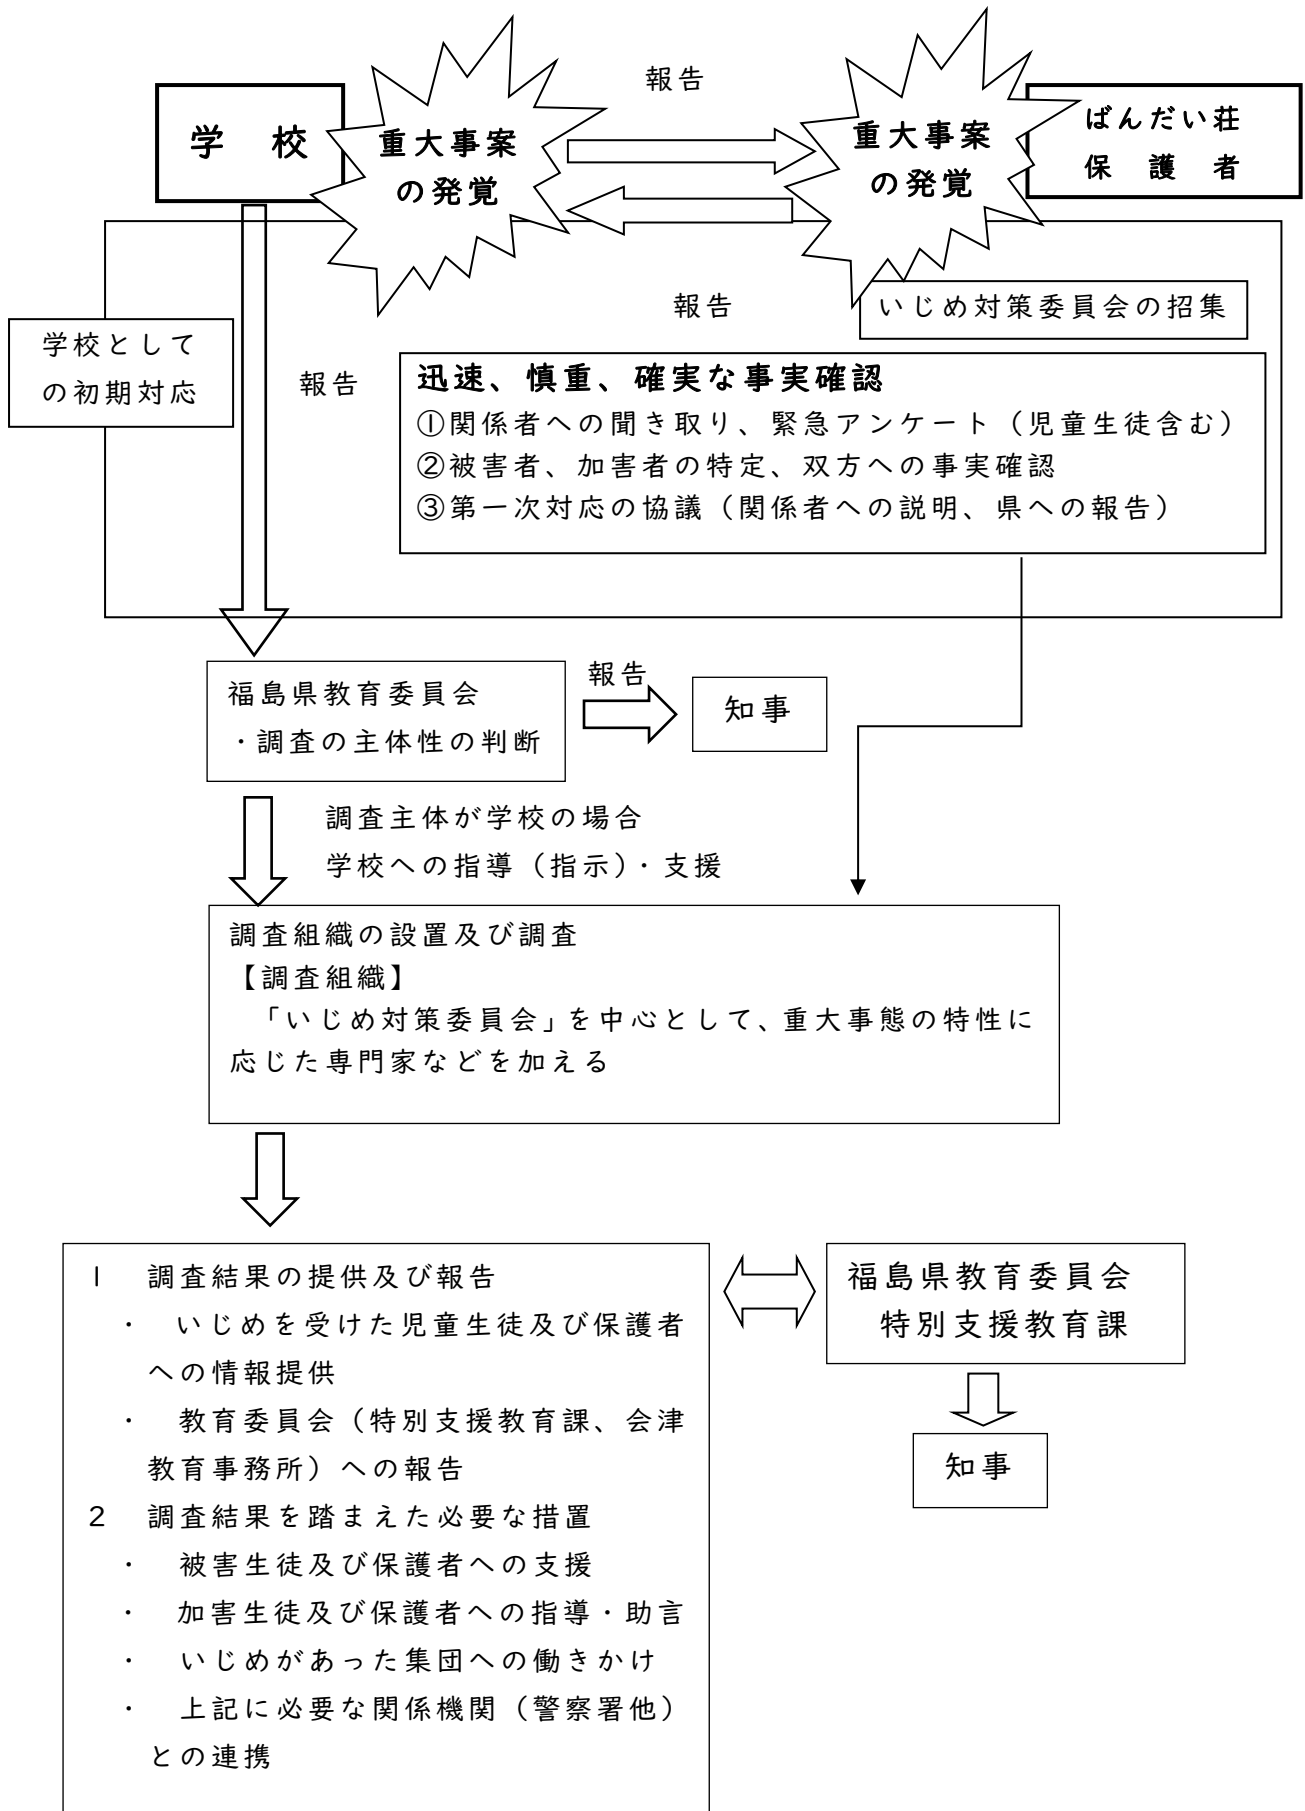 報告
学　校
重大事案
の発覚
重大事案
の発覚
ばんだい荘
保　護　者
報告
いじめ対策委員会の招集
学校として
の初期対応
報告
迅速、慎重、確実な事実確認
①関係者への聞き取り、緊急アンケート（児童生徒含む）
②被害者、加害者の特定、双方への事実確認
③第一次対応の協議（関係者への説明、県への報告）
福島県教育委員会
・調査の主体性の判断
報告
知事
調査主体が学校の場合
学校への指導（指示）・支援
調査組織の設置及び調査
【調査組織】
「いじめ対策委員会」を中心として、重大事態の特性に
応じた専門家などを加える
1　調査結果の提供及び報告
・　いじめを受けた児童生徒及び保護者
への情報提供
・　教育委員会（特別支援教育課、会津
教育事務所）への報告
2　調査結果を踏まえた必要な措置
・　被害生徒及び保護者への支援
・　加害生徒及び保護者への指導・助言
・　いじめがあった集団への働きかけ
・　上記に必要な関係機関（警察署他）
との連携
福島県教育委員会
特別支援教育課
知事